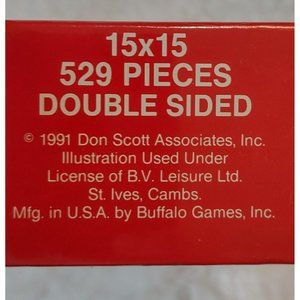 15x15
529 PIECES
DOUBLE SIDED
© 1991 Don Scott Associates, Inc.
Illustration Used Under
License of B.V. Leisure Ltd.
St. Ives, Cambs.
Mfg. in U.S.A. by Buffalo Games, Inc.